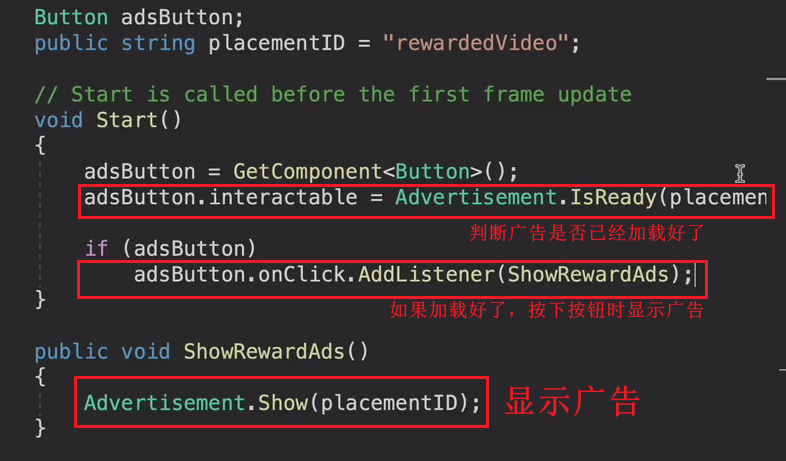 Button adsButton;
public string placementID = "rewardedVideo";
// Start is called before the first frame update
void Start()
{
adsButton = GetComponent<Button>();
adsButton.interactable = Advertisement.IsReady(placemen
判断广告是否已经加载好了
if (adsButton)
adsButton.onClick.AddListener(ShowRewardAds);
如果加载好了，按下按钮时显示广告
}
public void ShowRewardAds()
{
Advertisement.Show(placementID);
显示广告
}